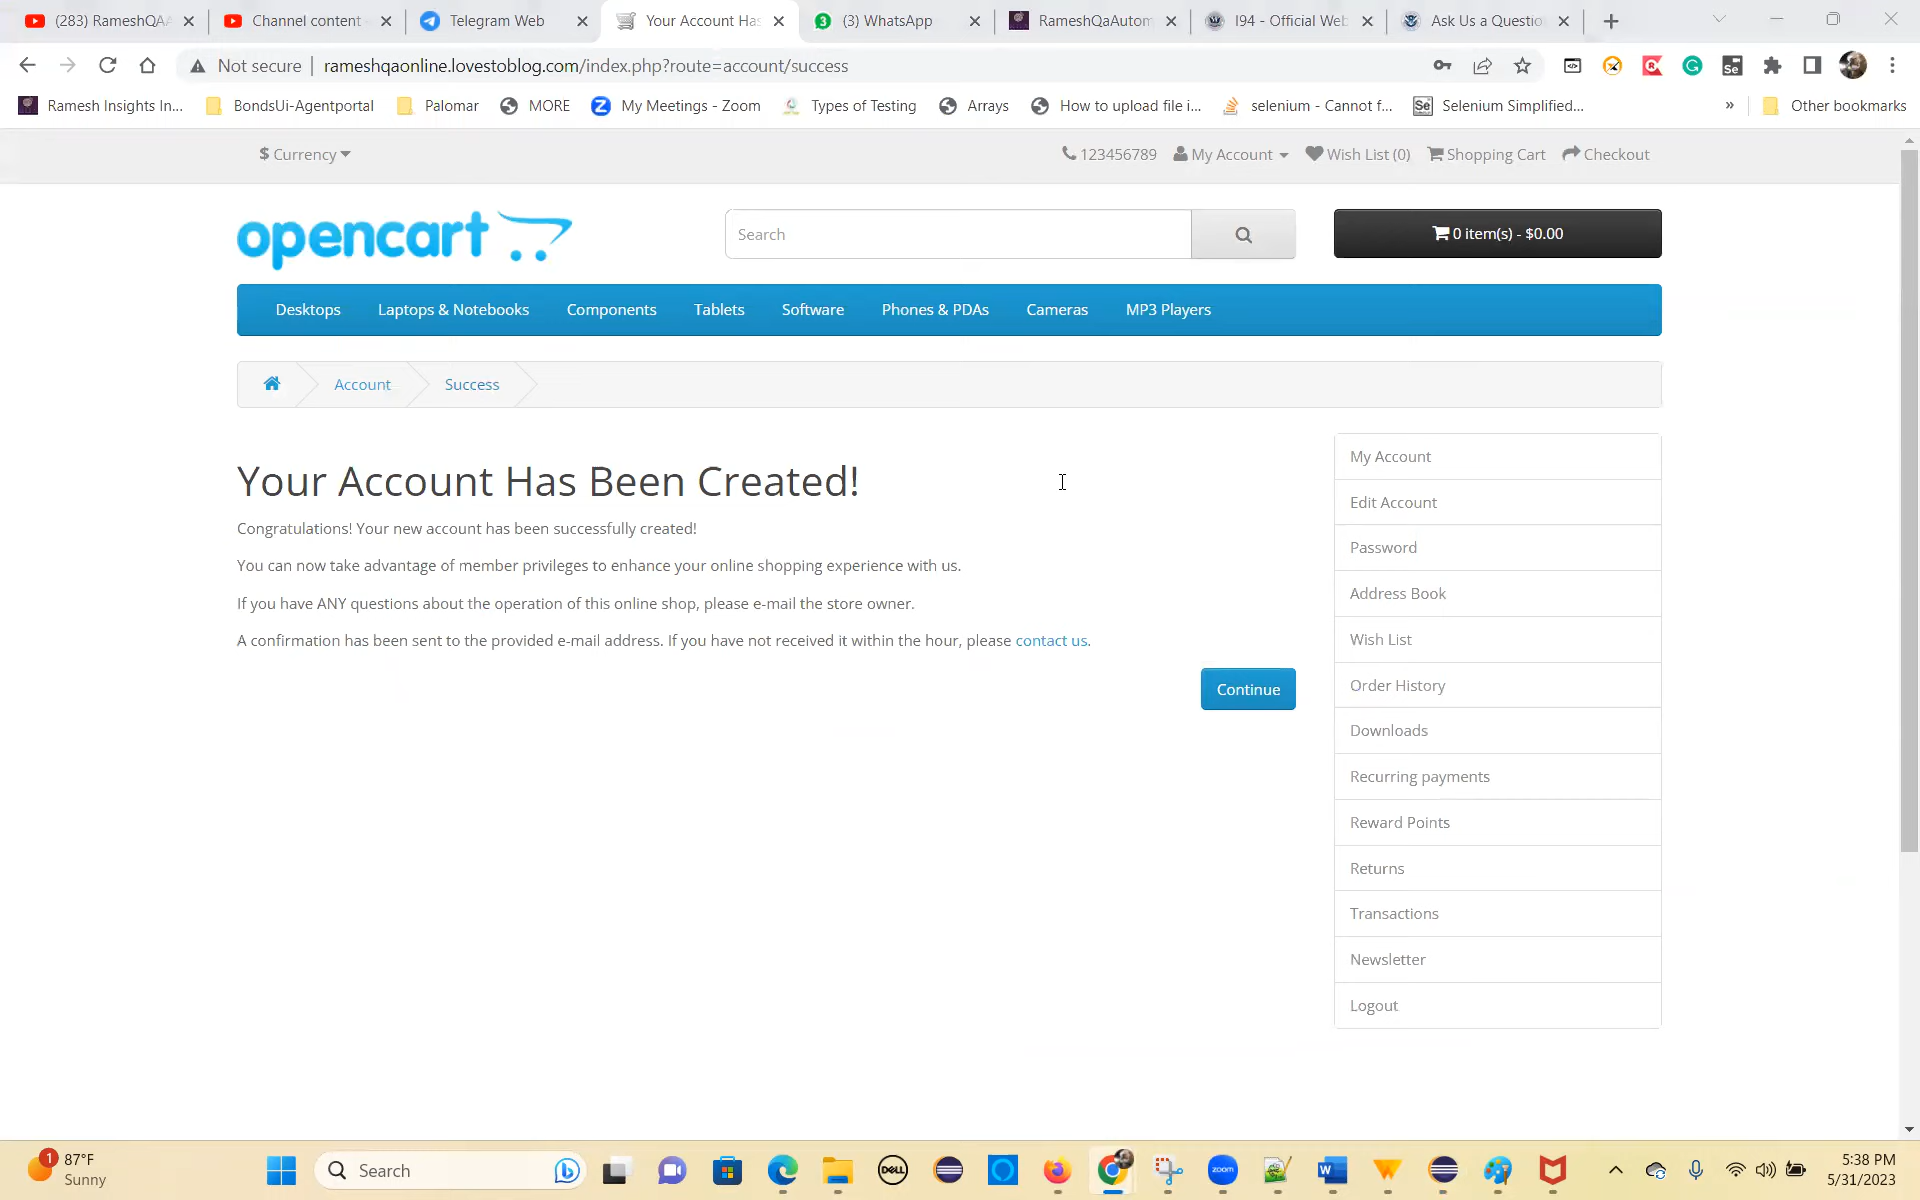 (283) RameshQAA
Channel content
Telegram Web
Your Account Has
(3) WhatsApp
RameshQaAutom
I94 - Official Web
Ask Us a Questio
Not secure
rameshqaonline.lovestoblog.com/index.php?route=account/success
Ramesh Insights In...
BondsUi-Agentportal
Palomar
MORE
My Meetings - Zoom
Types of Testing
Arrays
How to upload file i...
selenium - Cannot f...
Selenium Simplified...
»
Other bookmarks
$ Currency
123456789
My Account
Wish List (0)
Shopping Cart
Checkout
opencart
Search
0 item(s) - $0.00
Desktops
Laptops & Notebooks
Components
Tablets
Software
Phones & PDAs
Cameras
MP3 Players
Account
Success
Your Account Has Been Created!
Congratulations! Your new account has been successfully created!
You can now take advantage of member privileges to enhance your online shopping experience with us.
If you have ANY questions about the operation of this online shop, please e-mail the store owner.
A confirmation has been sent to the provided e-mail address. If you have not received it within the hour, please contact us.
Continue
My Account
Edit Account
Password
Address Book
Wish List
Order History
Downloads
Recurring payments
Reward Points
Returns
Transactions
Newsletter
Logout
1
87°F
Sunny
Search
DELL
zoom
5:38 PM
5/31/2023